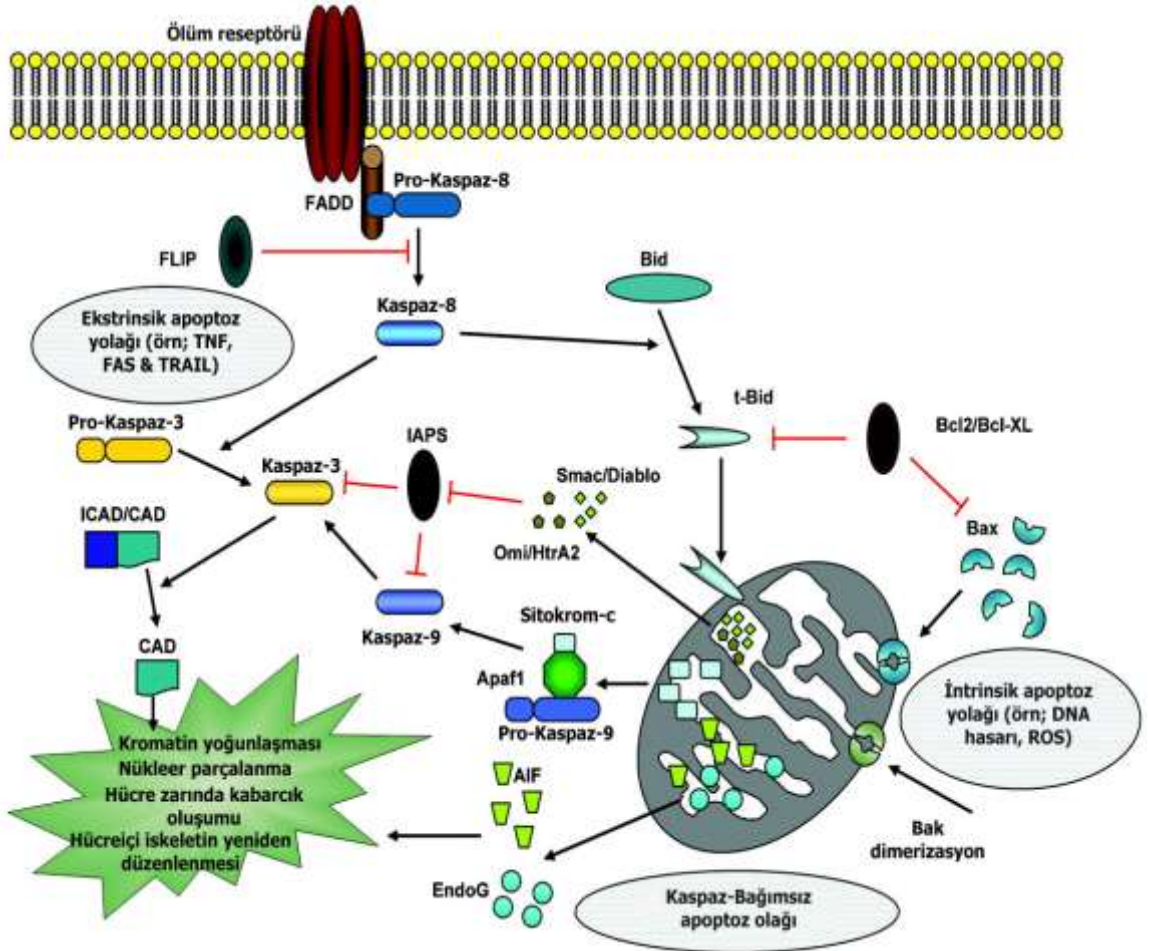 Ölüm reseptörü
Pro-Kaspaz-8
FADD
FLIP
Bid
Kaspaz-8
Ekstrinsik apoptoz
yolağı (örn; TNF,
FAS & TRAIL)
t-Bid
Pro-Kaspaz-3
IAPS
Bcl2/Bcl-XL
Kaspaz-3
Smac/Diablo
ICAD/CAD
Bax
Omi/HtrA2
Sitokrom-c
Kaspaz-9
CAD
Apaf1
Pro-Kaspaz-9
İntrinsik apoptoz
yolağı (örn; DNA
hasarı, ROS)
Kromatin yoğunlaşması
Nükleer parçalanma
Hücre zarında kabarcık
oluşumu
Hücreiçi iskeletin yeniden
düzenlenmesi
AIF
Bak
dimerizasyon
EndoG
Kaspaz-Bağımsız
apoptoz olağı